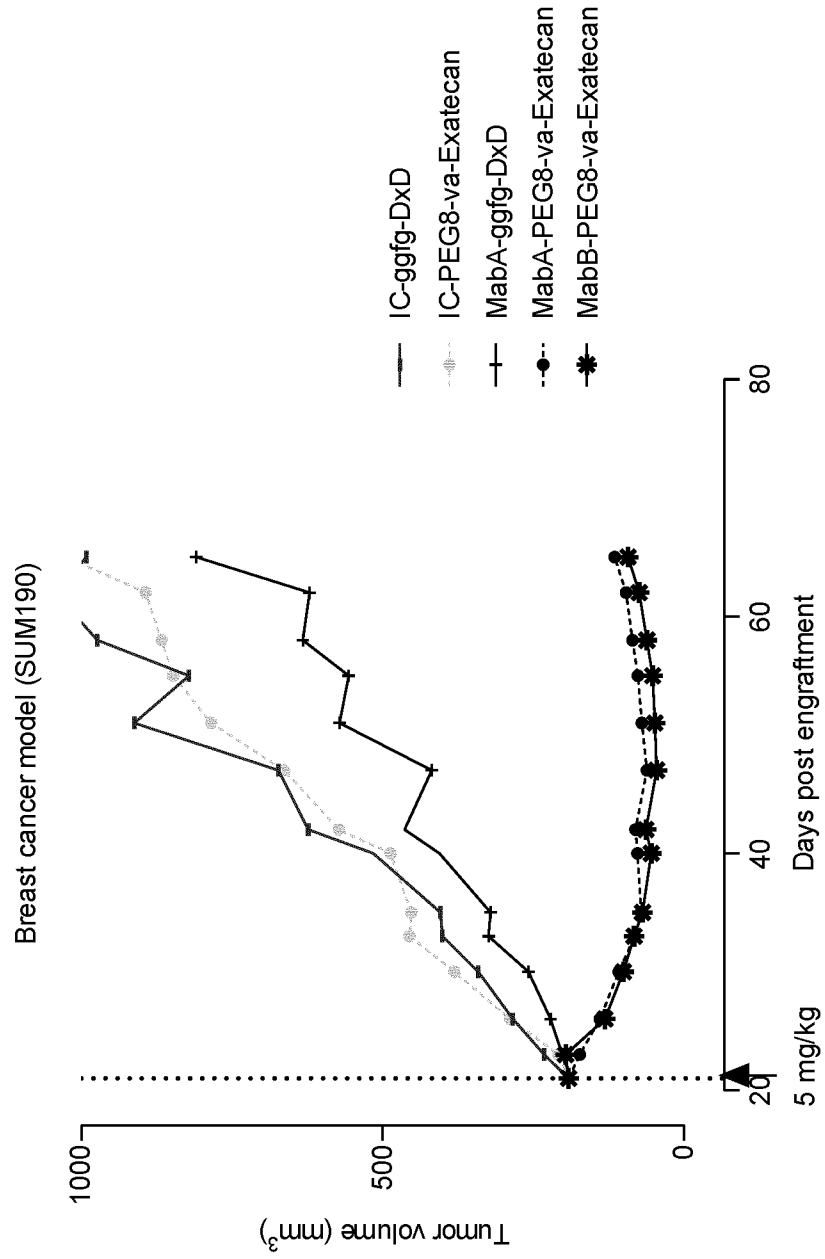 Breast cancer model (SUM190)
Tumor volume (mm³)
1000
500
0
20
40
60
80
5 mg/kg
Days post engraftment
IC-ggfg-DxD
IC-PEG8-va-Exatecan
MabA-ggfg-DxD
MabA-PEG8-va-Exatecan
MabB-PEG8-va-Exatecan